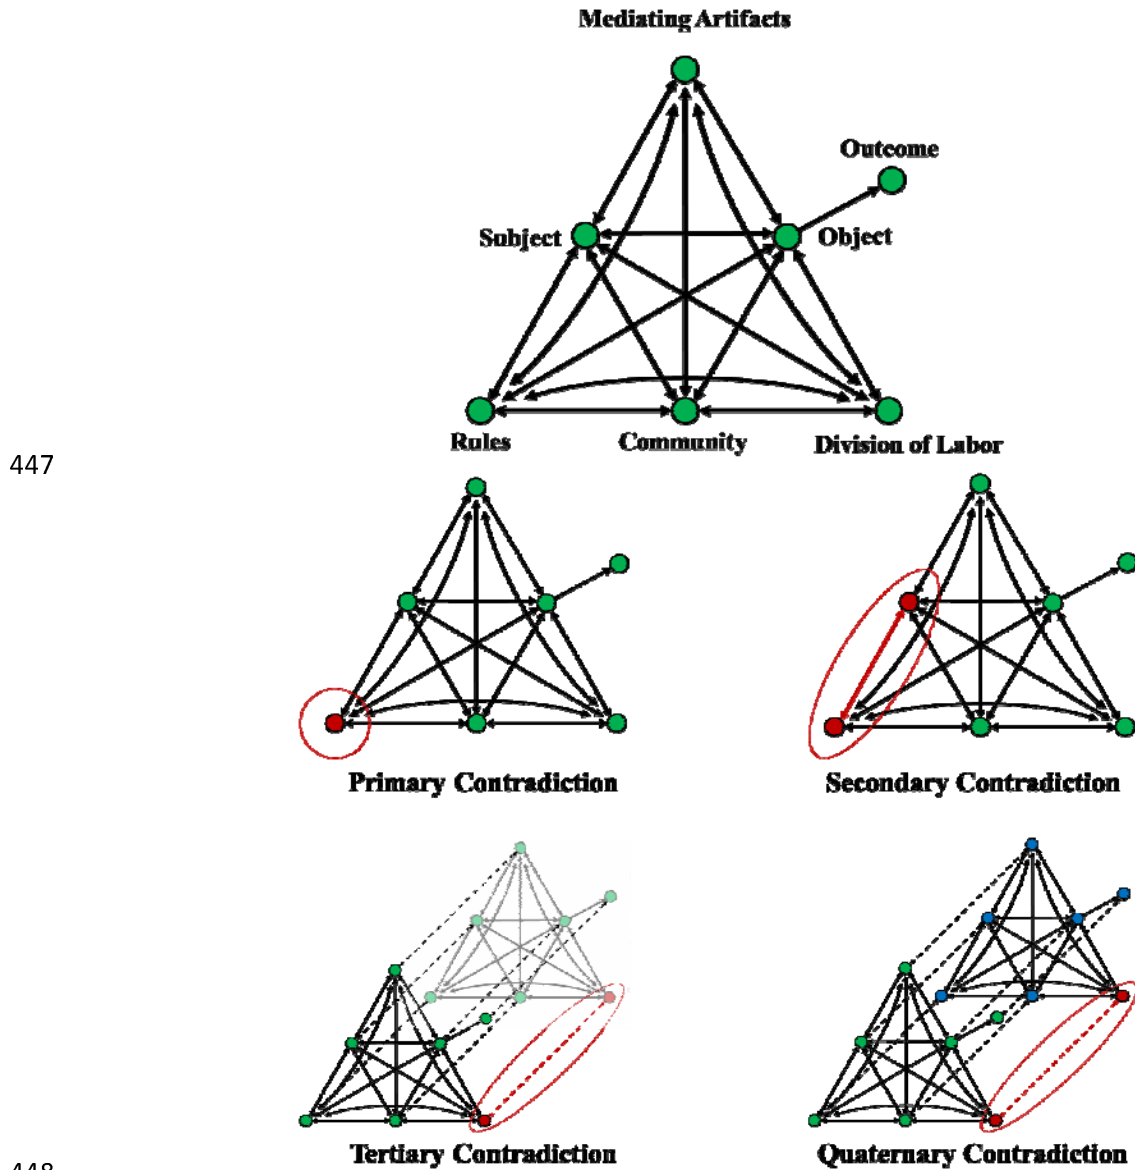 Mediating Artifacts
Outcome
Subject
Object
Rules
Community
Division of Labor
447
Primary Contradiction
Secondary Contradiction
Tertiary Contradiction
Quaternary Contradiction
448